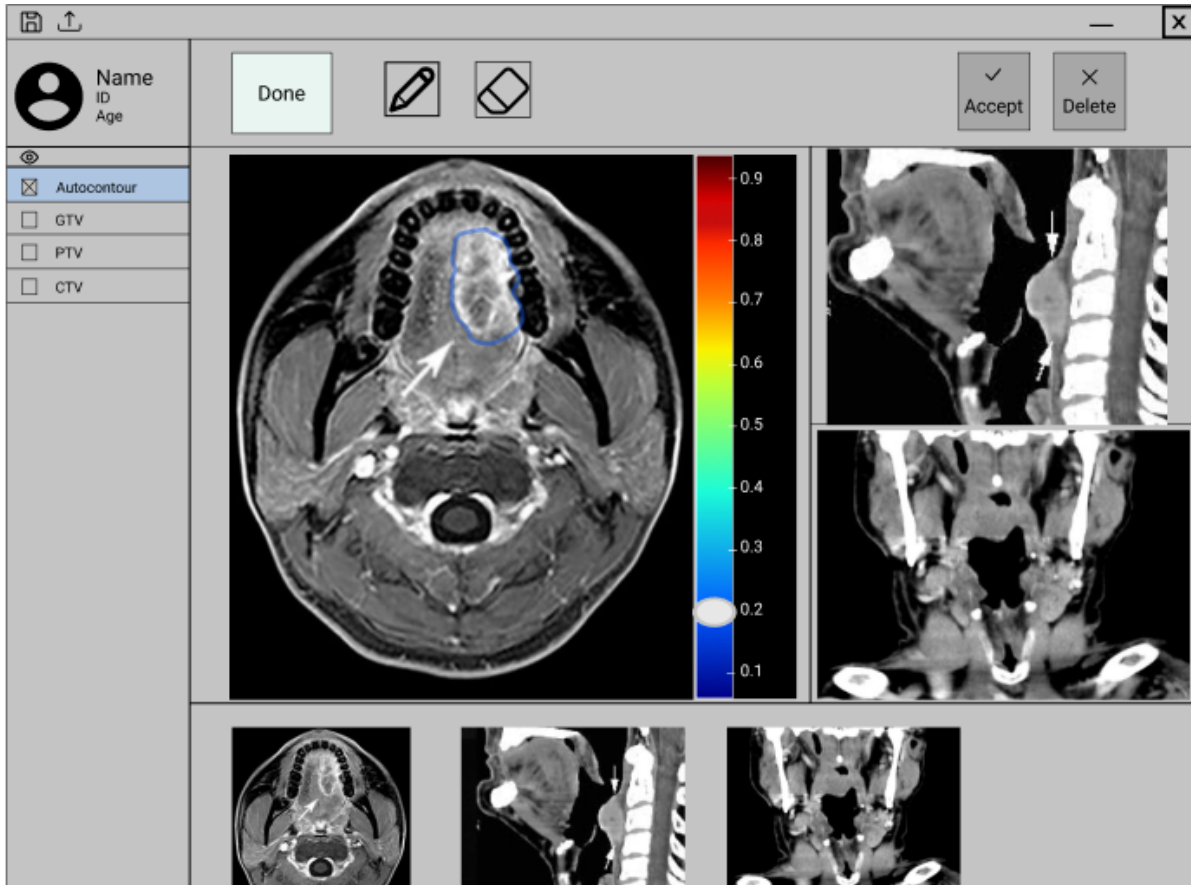 Name
ID
Age
Done
Accept
Delete
Autocontour
GTV
PTV
CTV
0.9
0.8
0.7
0.6
0.5
0.4
0.3
0.2
0.1